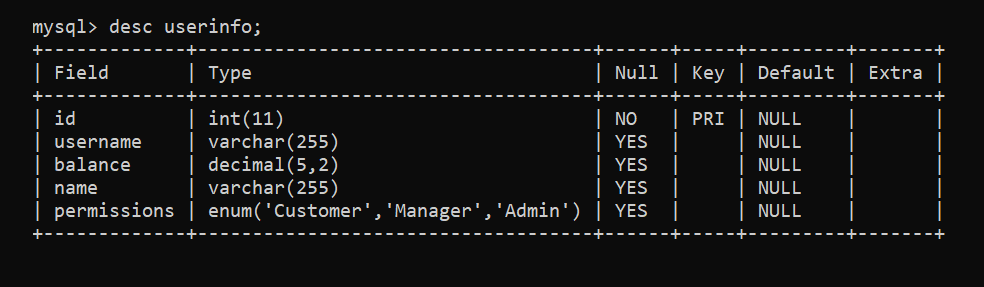 mysql> desc userinfo;
+-------------+-------------------------------------+------+-----+---------+-------+
| Field       | Type                                | Null | Key | Default | Extra |
+-------------+-------------------------------------+------+-----+---------+-------+
| id          | int(11)                             | NO   | PRI | NULL    |       |
| username    | varchar(255)                        | YES  |     | NULL    |       |
| balance     | decimal(5,2)                        | YES  |     | NULL    |       |
| name        | varchar(255)                        | YES  |     | NULL    |       |
| permissions | enum('Customer','Manager','Admin') | YES  |     | NULL    |       |
+-------------+-------------------------------------+------+-----+---------+-------+